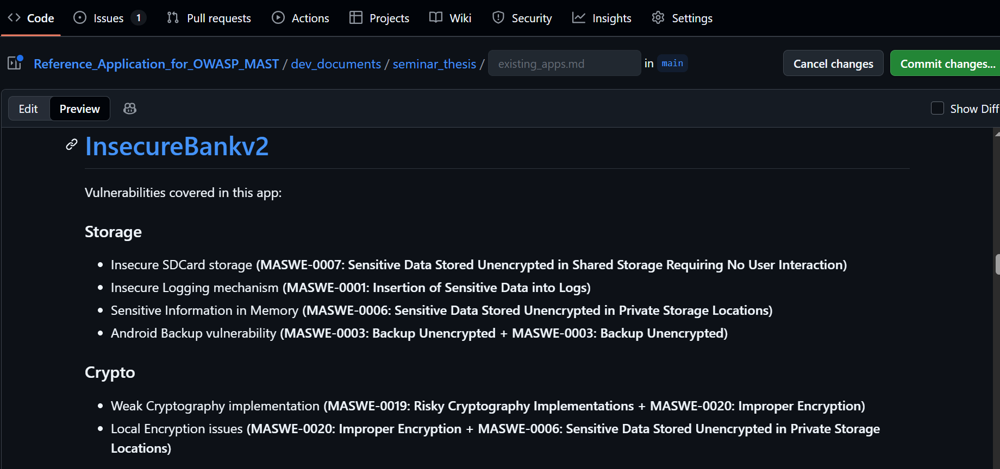 Code Issues 1 Pull requests Actions Projects Wiki Security Insights Settings
Reference_Application_for_OWASP_MAST / dev_documents / seminar_thesis / existing_apps.md in main Cancel changes Commit changes...
Edit Preview Show Diff
InsecureBankv2
Vulnerabilities covered in this app:
Storage
• Insecure SDCard storage (MASWE-0007: Sensitive Data Stored Unencrypted in Shared Storage Requiring No User Interaction)
• Insecure Logging mechanism (MASWE-0001: Insertion of Sensitive Data into Logs)
• Sensitive Information in Memory (MASWE-0006: Sensitive Data Stored Unencrypted in Private Storage Locations)
• Android Backup vulnerability (MASWE-0003: Backup Unencrypted + MASWE-0003: Backup Unencrypted)
Crypto
• Weak Cryptography implementation (MASWE-0019: Risky Cryptography Implementations + MASWE-0020: Improper Encryption)
• Local Encryption issues (MASWE-0020: Improper Encryption + MASWE-0006: Sensitive Data Stored Unencrypted in Private Storage
Locations)